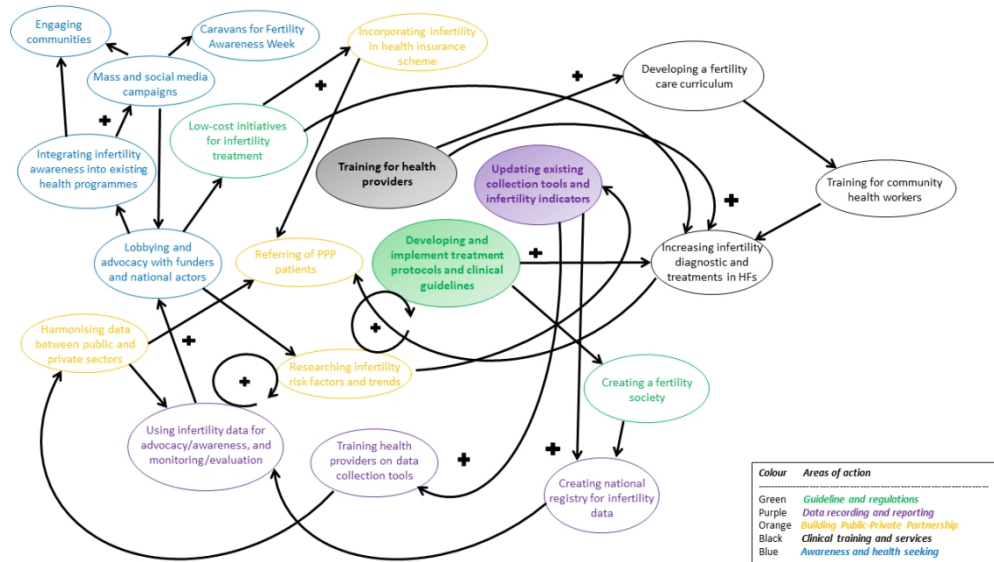 Engaging
communities
Caravans for Fertility
Awareness Week
Incorporating infertility
in health insurance
scheme
Mass and social media
campaigns
+
+
+
Developing a fertility
care curriculum
Low-cost initiatives
for infertility
treatment
Integrating infertility
awareness into existing
health programmes
Training for health
providers
Updating existing
collection tools and
infertility indicators
Training for community
health workers
+
Lobbying and
advocacy with funders
and national actors
Referring of PPP
patients
Developing and
implement treatment
protocols and clinical
guidelines
+
Increasing infertility
diagnostic and
treatments in HFs
Harmonising data
between public and
private sectors
+
+
+
Researching infertility
risk factors and trends
Creating a fertility
society
Using infertility data for
advocacy/awareness, and
monitoring/evaluation
Training health
providers on data
collection tools
+
+
Creating national
registry for infertility
data
Colour Areas of action
--------------------------------------------------------------------
Green Guideline and regulations
Purple Data recording and reporting
Orange Building Public-Private Partnership
Black Clinical training and services
Blue Awareness and health seeking